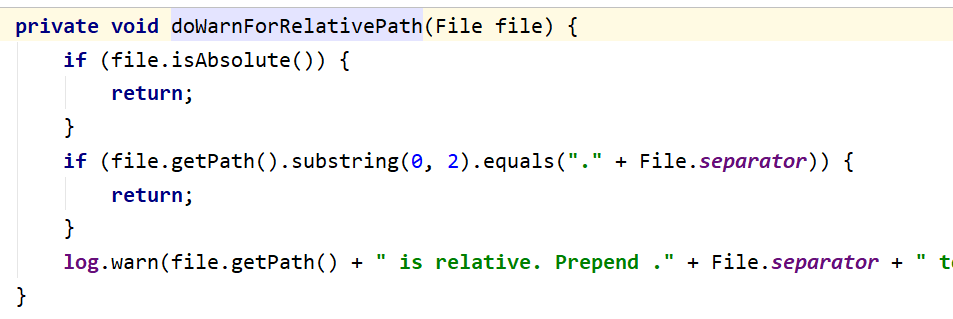 private void doWarnForRelativePath(File file) {
    if (file.isAbsolute()) {
        return;
    }
    if (file.getPath().substring(0, 2).equals("." + File.separator)) {
        return;
    }
    log.warn(file.getPath() + " is relative. Prepend ." + File.separator + "
}